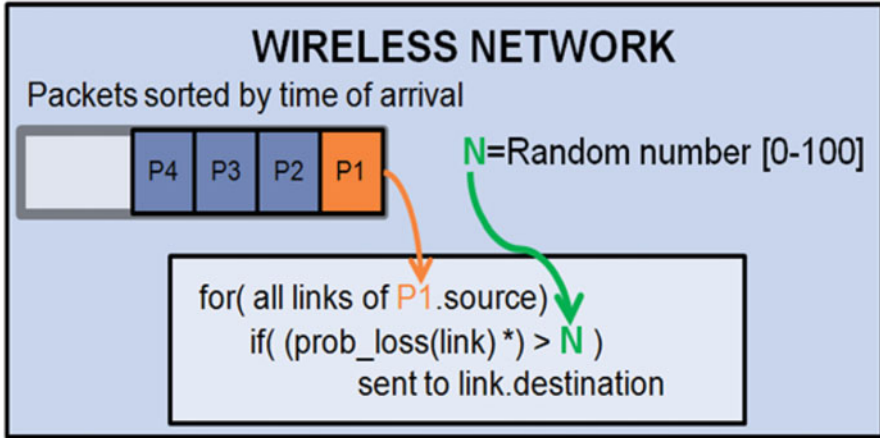 WIRELESS NETWORK
Packets sorted by time of arrival
P4 P3 P2 P1
N=Random number [0-100]
for( all links of P1.source)
if( (prob_loss(link) *) > N )
sent to link.destination